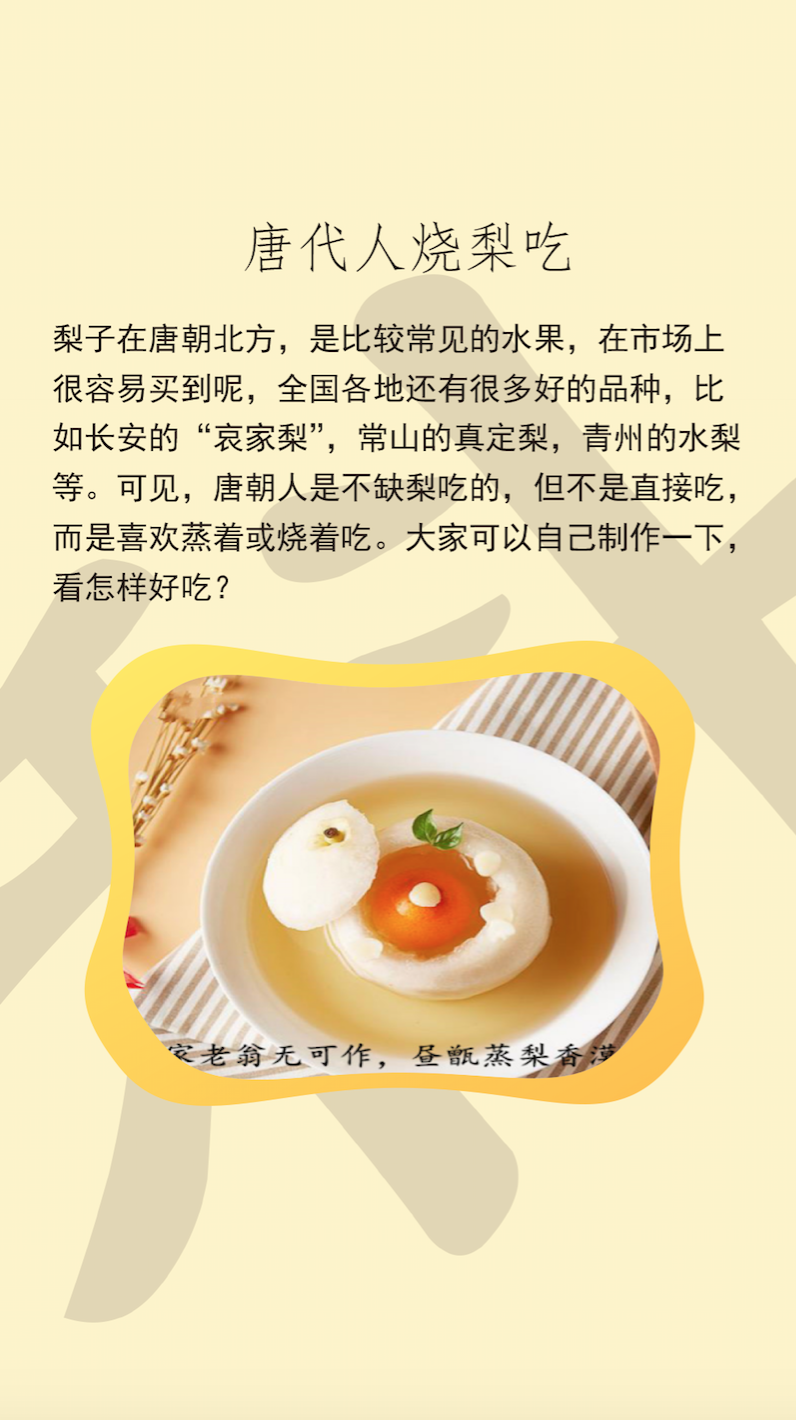 唐代人烧梨吃
梨子在唐朝北方，是比较常见的水果，在市场上
很容易买到呢，全国各地还有很多好的品种，比
如长安的“哀家梨”，常山的真定梨，青州的水梨
等。可见，唐朝人是不缺梨吃的，但不是直接吃，
而是喜欢蒸着或烧着吃。大家可以自己制作一下，
看怎样好吃？
家老翁无可作，昼甑蒸梨香漠